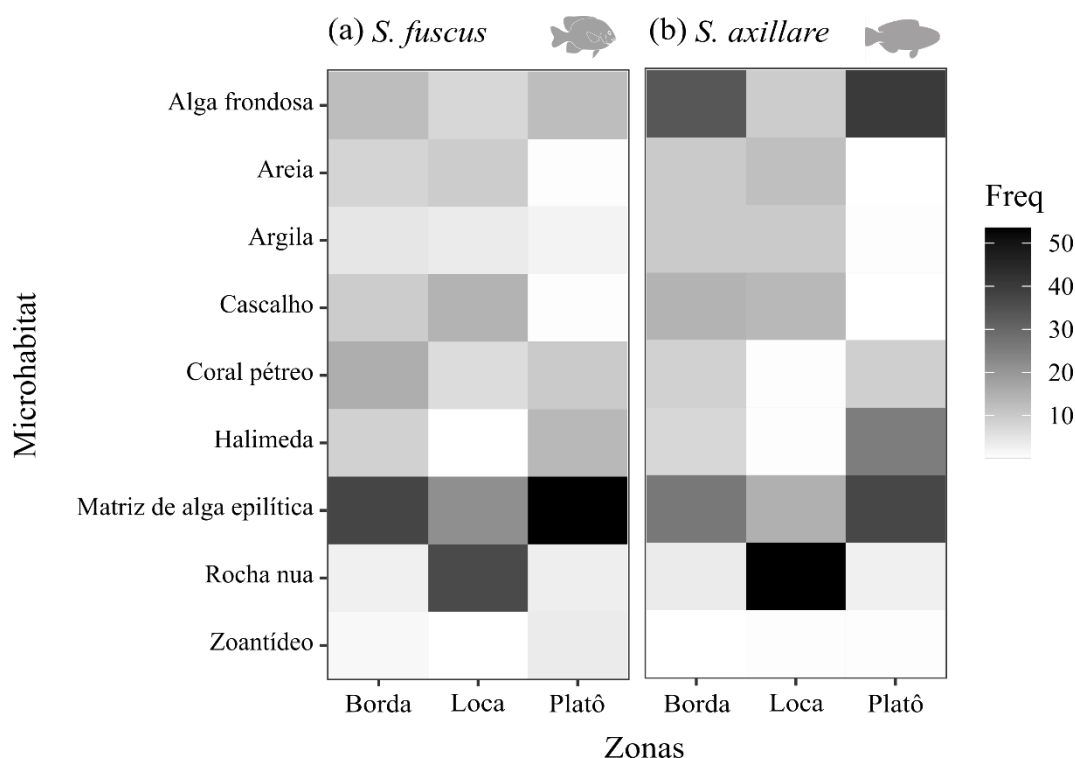 (a) S. fuscus
(b) S. axillare
Microhabitat
Alga frondosa
Areia
Argila
Cascalho
Coral pétreo
Halimeda
Matriz de alga epilítica
Rocha nua
Zoantídeo
Borda Loca Platô
Borda Loca Platô
Zonas
Freq
50
40
30
20
10